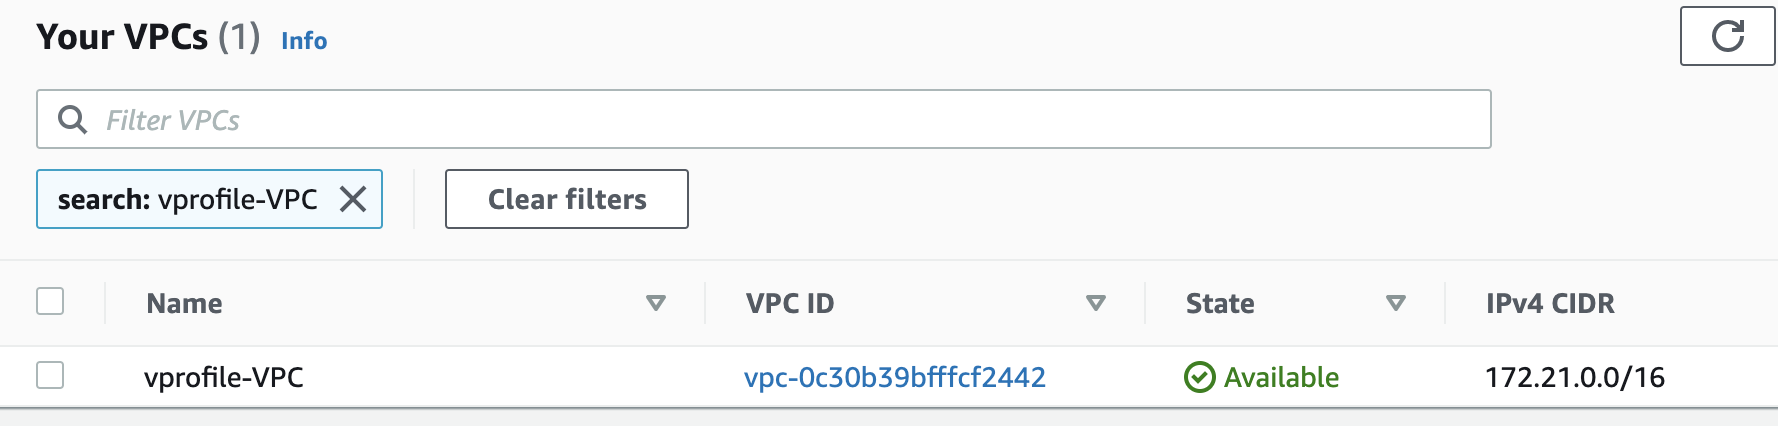 Your VPCs (1) Info
Filter VPCs
search: vprofile-VPC Clear filters
Name VPC ID State IPv4 CIDR
vprofile-VPC vpc-0c30b39bfffcf2442 Available 172.21.0.0/16